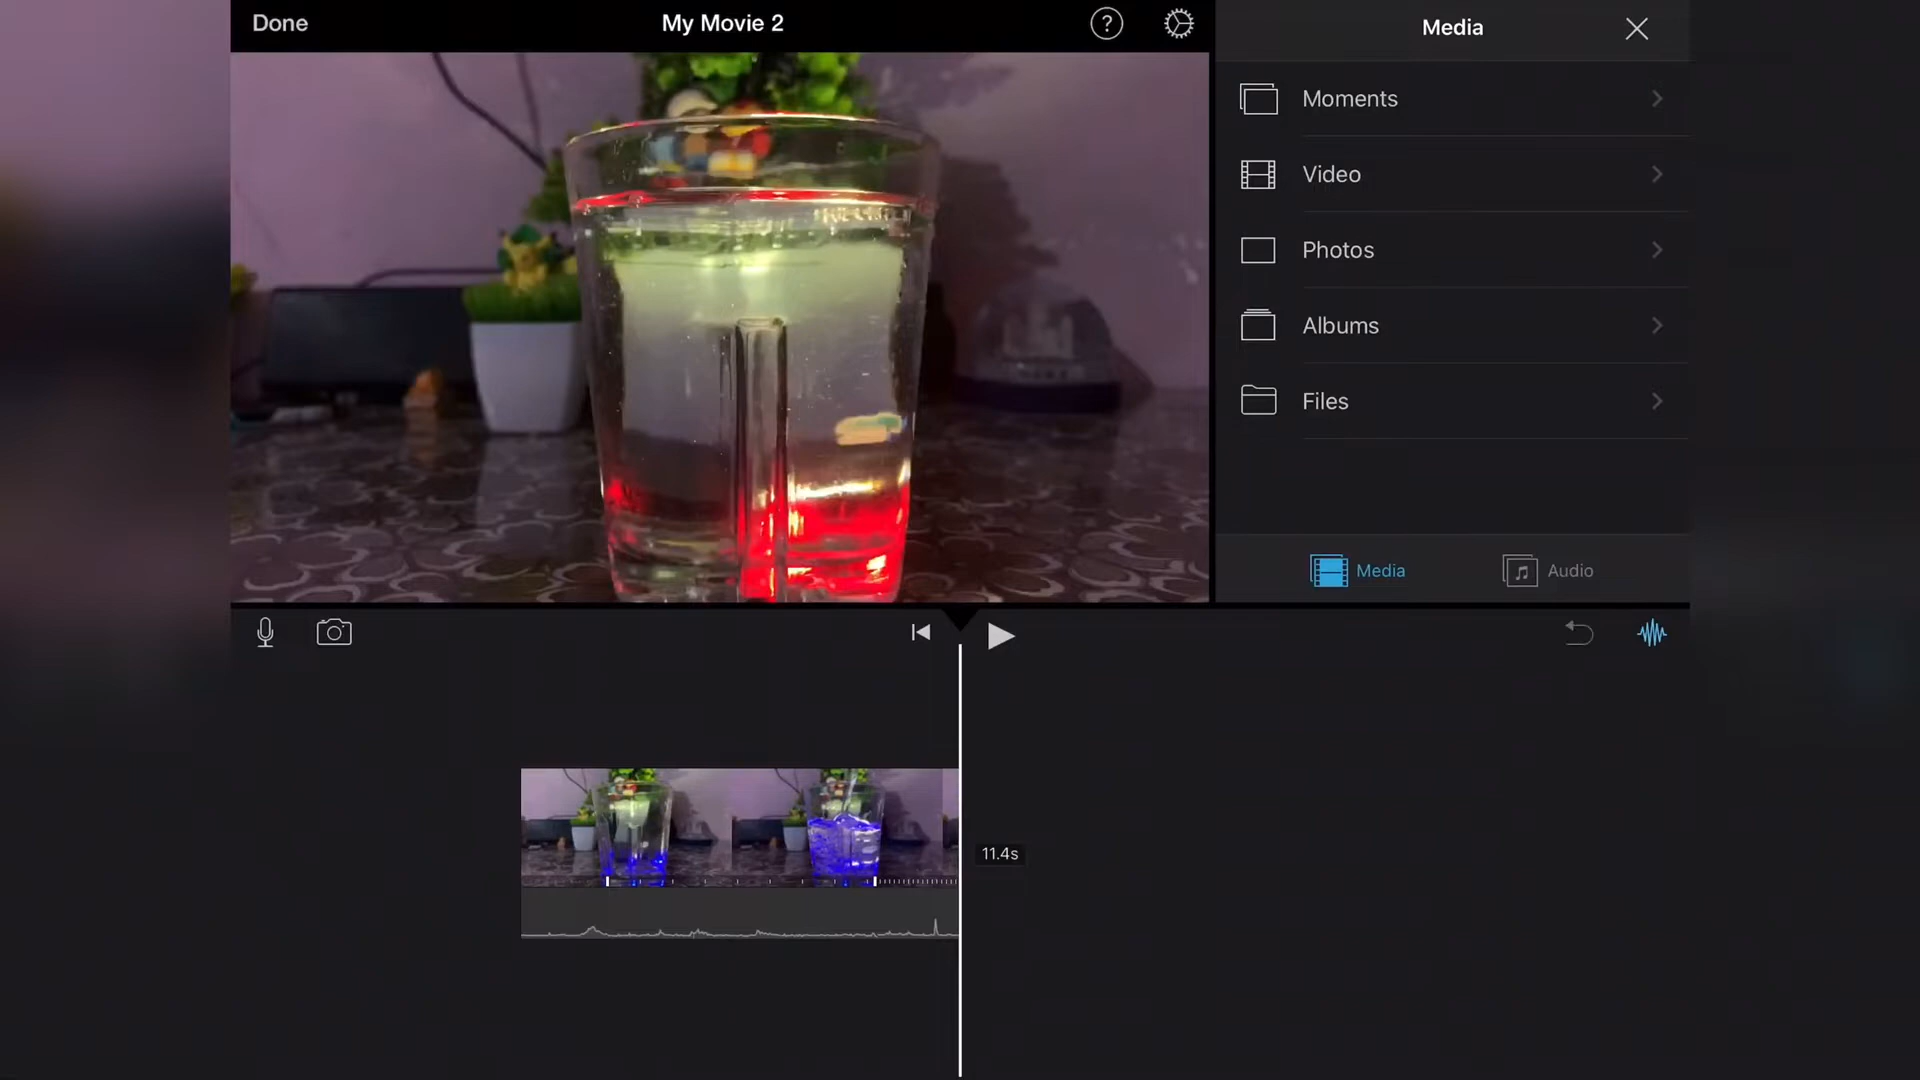 Done
My Movie 2
?
Media
Moments
Video
Photos
Albums
Files
Media
Audio
11.4s